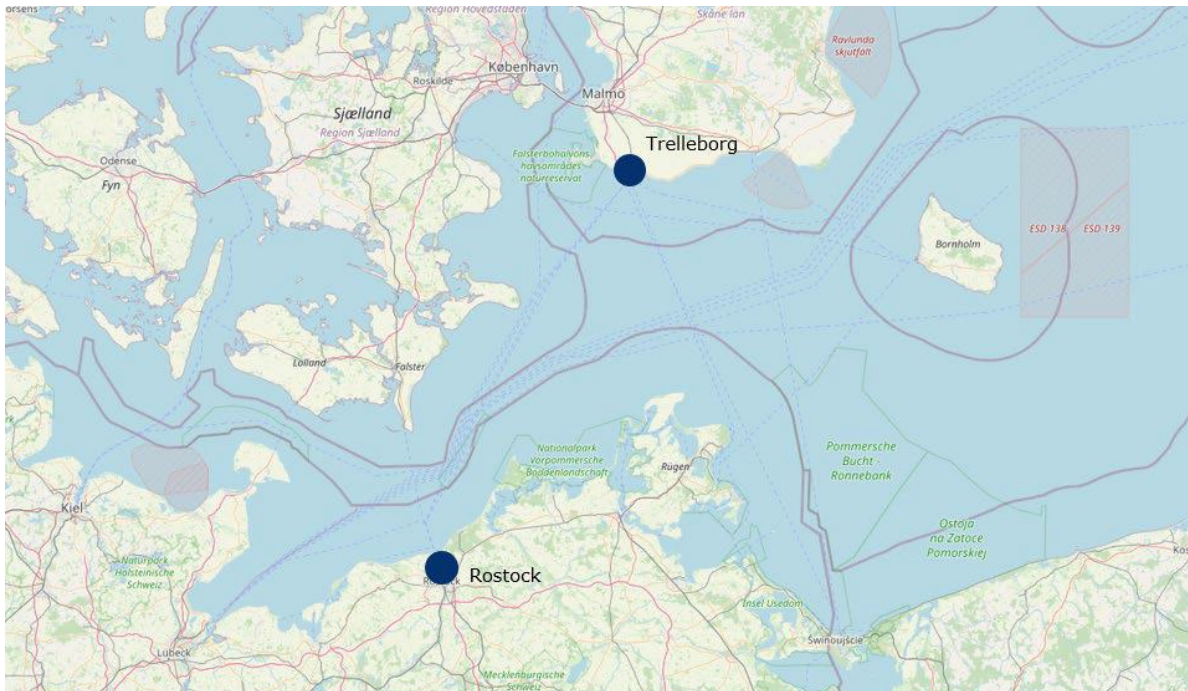 orsens
Region Hovedstaden
Skåne län
Ravlunda
skjutfält
København
Roskilde
Malmö
Sjælland
Region Sjælland
Trelleborg
Odense
Fyn
Falsterbohalvöns
havsområdes
naturreservat
Bornholm
ESD 138
ESD 139
Lolland
Falster
Nationalpark
Vorpommersche
Boddenlandschaft
Rügen
Pommersche
Bucht -
Rönnebank
Kiel
Ostoja
na Zatoce
Pomorskiej
Kos
Naturpark
Holsteinische
Schweiz
Rostock
Insel Usedom
Świnoujście
Lübeck
Mecklenburgische
Schweiz